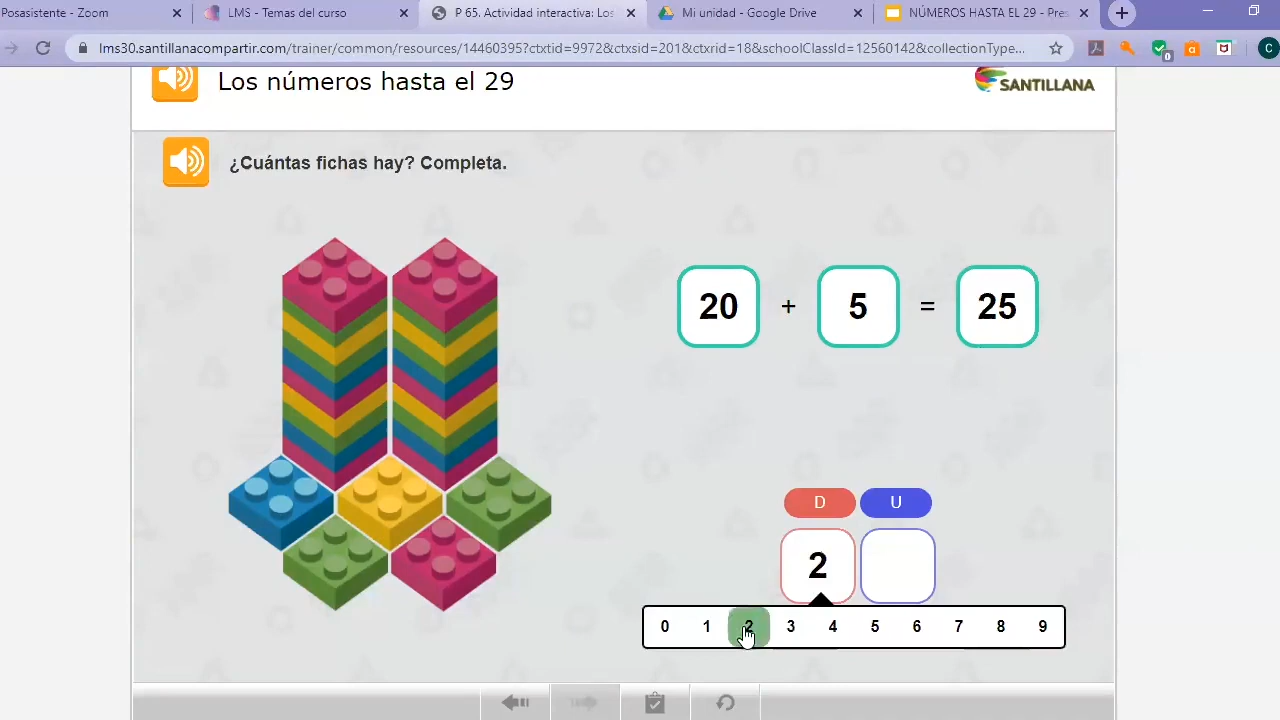 Posasistente - Zoom
LMS - Temas del curso
P 65. Actividad interactiva: Los
Mi unidad - Google Drive
NÚMEROS HASTA EL 29 - Pres
lms30.santillanacompartir.com/trainer/common/resources/14460395?ctxtid=9972&ctxsid=201&ctxrid=18&schoolClassId=12560142&collectionType...
0
C
Los números hasta el 29
SANTILLANA
¿Cuántas fichas hay? Completa.
20 + 5 = 25
D U
2
0 1 2 3 4 5 6 7 8 9